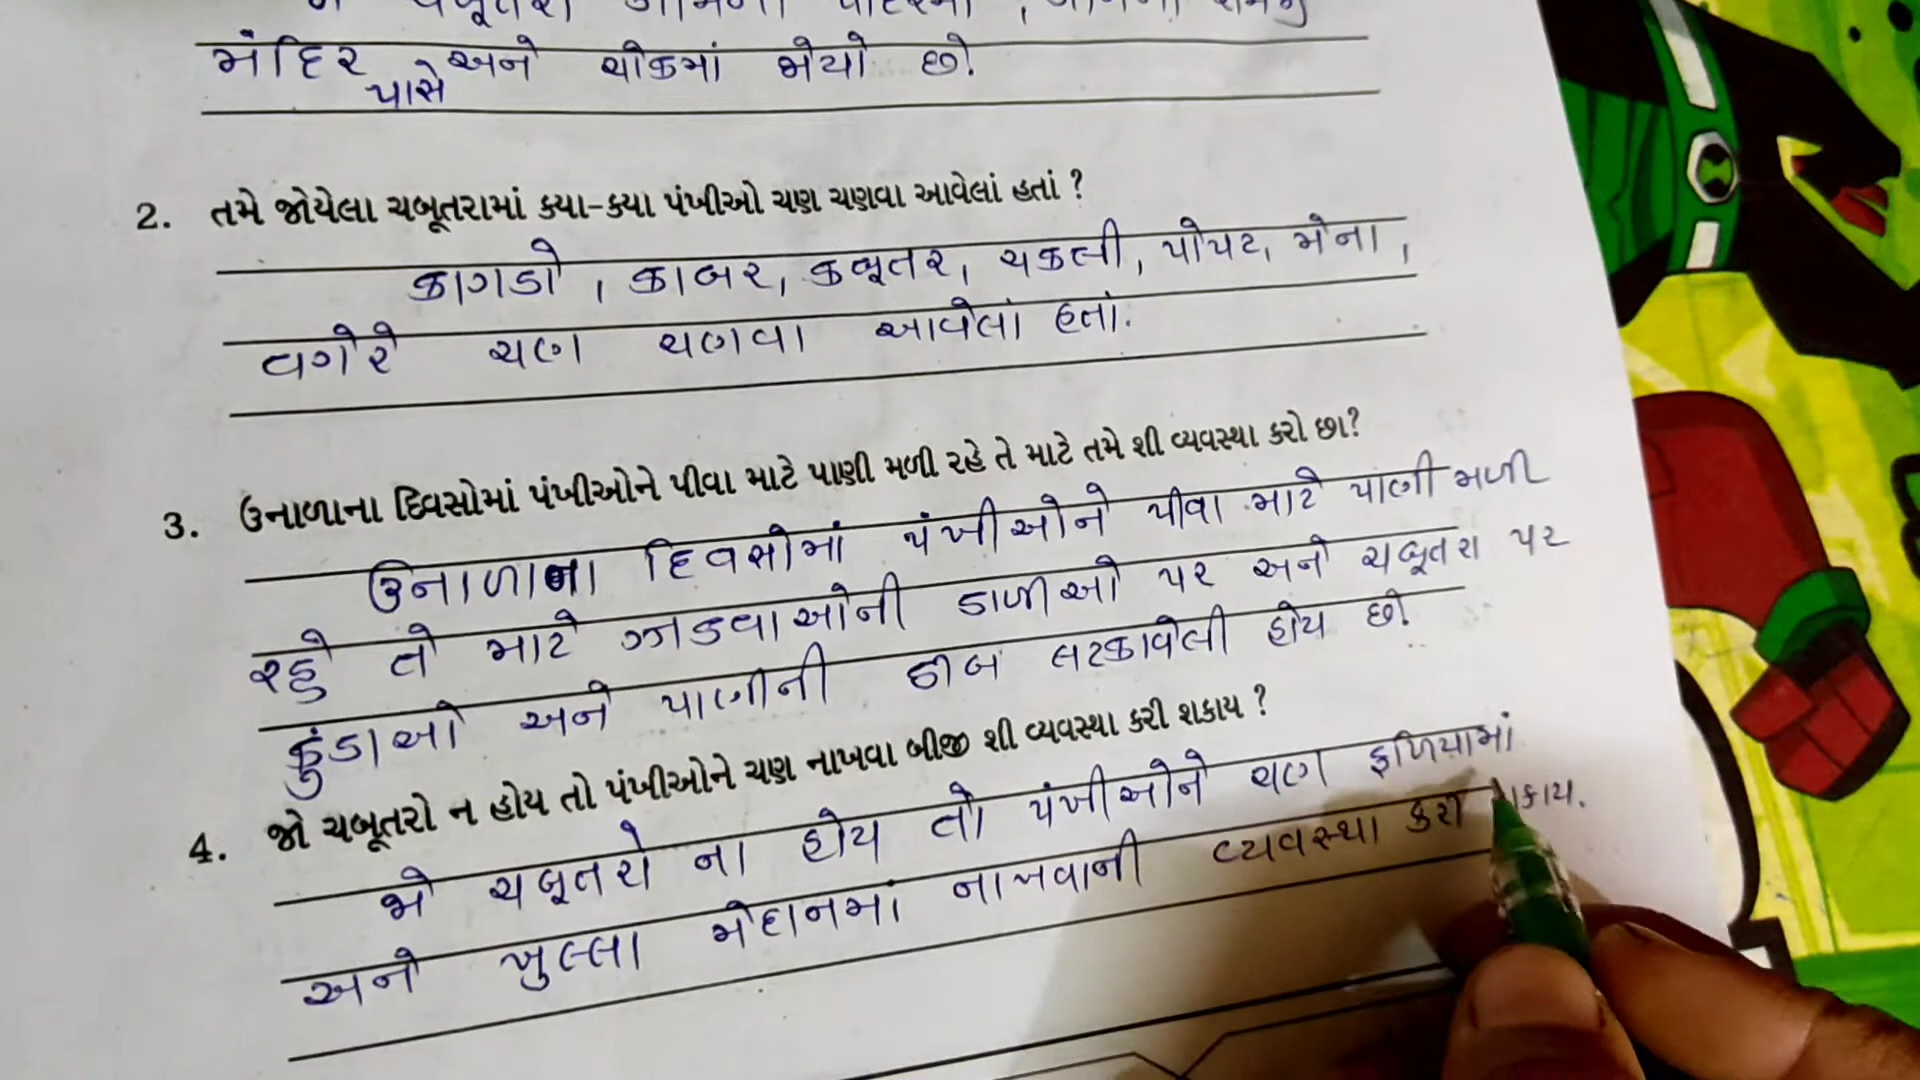 મંદિર પાસે અને ચોકમાં જોયો છે.
2. તમે જોયેલા ચબૂતરામાં કયા-કયા પંખીઓ ચણ ચણવા આવેલાં હતાં ?
કાગડો, કાબર, કબૂતર, ચકલી, પોપટ, મેના,
વગેરે ચણ ચણવા આવેલાં હતાં.
3. ઉનાળાના દિવસોમાં પંખીઓને પીવા માટે પાણી મળી રહે તે માટે તમે શી વ્યવસ્થા કરો છા?
ઉનાળાના દિવસોમાં પંખીઓને પીવા માટે પાણી મળી
રહે તે માટે ઝાડવાઓની ડાળીઓ પર અને ચબૂતરા પર
કુંડાઓ અને પાણીની ઠીબ લટકાવેલી હોય છે.
4. જો ચબૂતરો ન હોય તો પંખીઓને ચણ નાખવા બીજી શી વ્યવસ્થા કરી શકાય ?
જો ચબૂતરો ના હોય તો પંખીઓને ચણ ફળિયામાં
અને ખુલ્લા મેદાનમાં નાખવાની વ્યવસ્થા કરી શકાય.